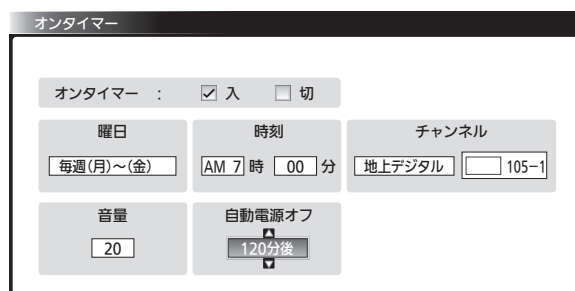 オンタイマー
オンタイマー : 入 切
曜日 時刻 チャンネル
毎週(月)~(金) AM 7 時 00 分 地上デジタル 105-1
音量 自動電源オフ
20 120分後